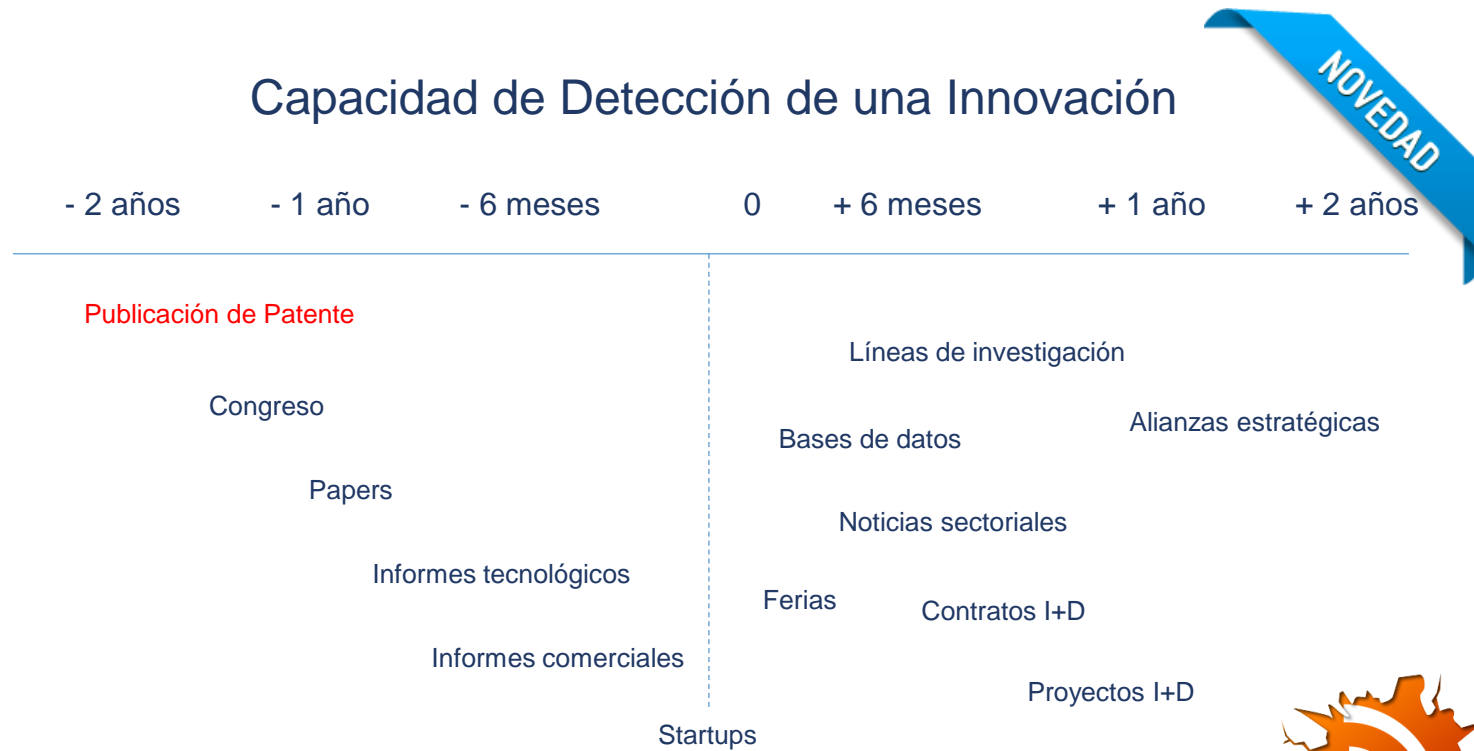 Capacidad de Detección de una Innovación
NOVEDAD
- 2 años - 1 año - 6 meses 0 + 6 meses + 1 año + 2 años
Publicación de Patente
Líneas de investigación
Congreso
Alianzas estratégicas
Bases de datos
Papers
Noticias sectoriales
Informes tecnológicos
Ferias
Contratos I+D
Informes comerciales
Proyectos I+D
Startups